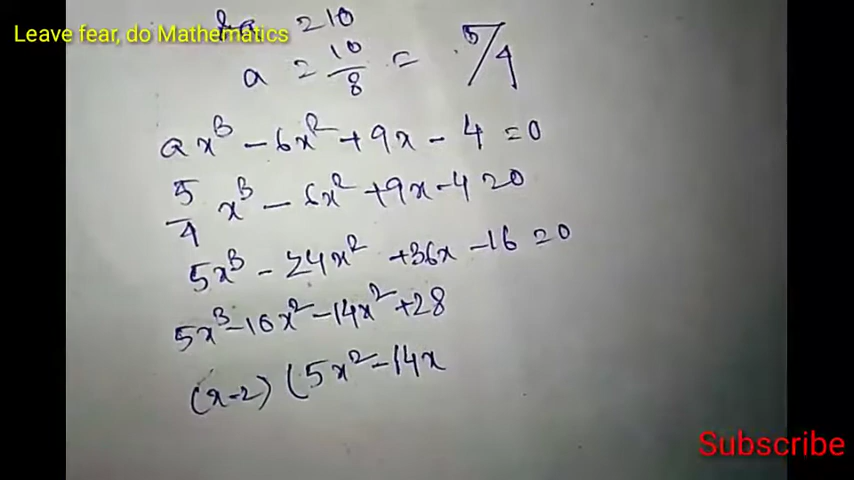 8a = 10
Leave fear, do Mathematics
a = 10/8 = 5/4
ax³ - 6x² + 9x - 4 = 0
5/4 x³ - 6x² + 9x - 4 = 0
5x³ - 24x² + 36x - 16 = 0
5x³ - 10x² - 14x² + 28
(x-2) (5x² - 14x
Subscribe